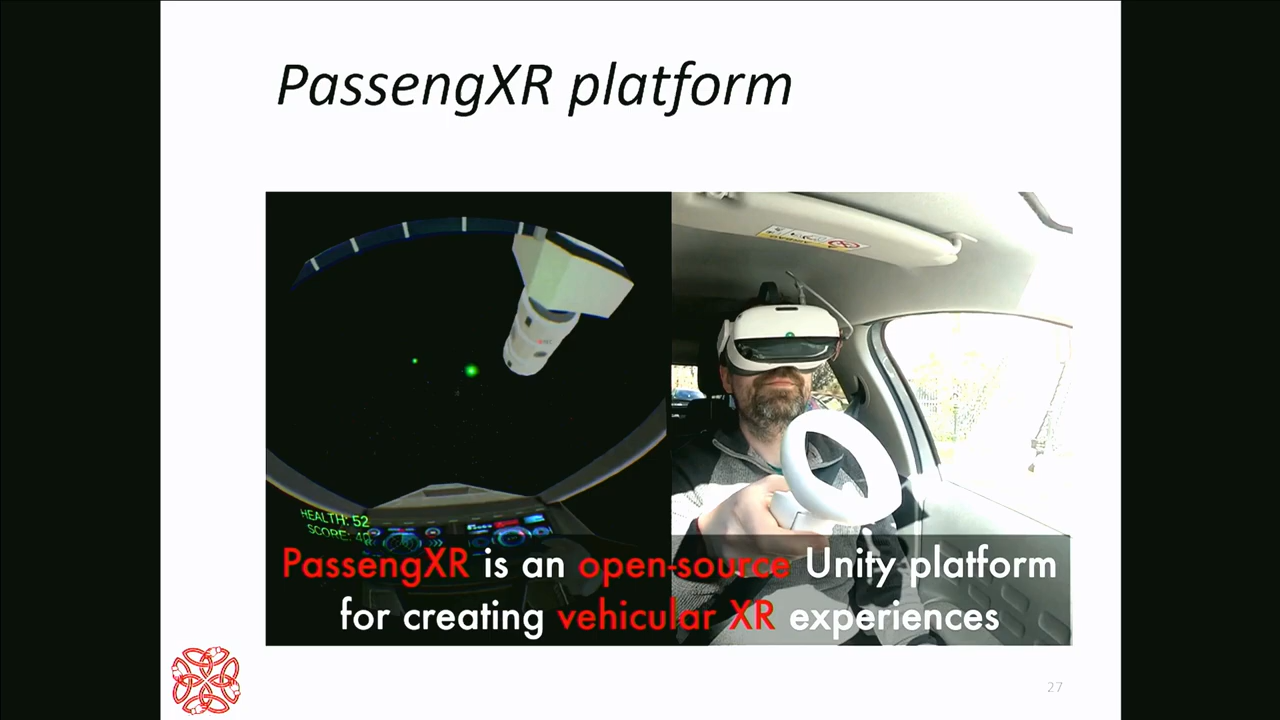 PassengXR platform
HEALTH: 52
PassengXR is an open-source Unity platform
for creating vehicular XR experiences
27